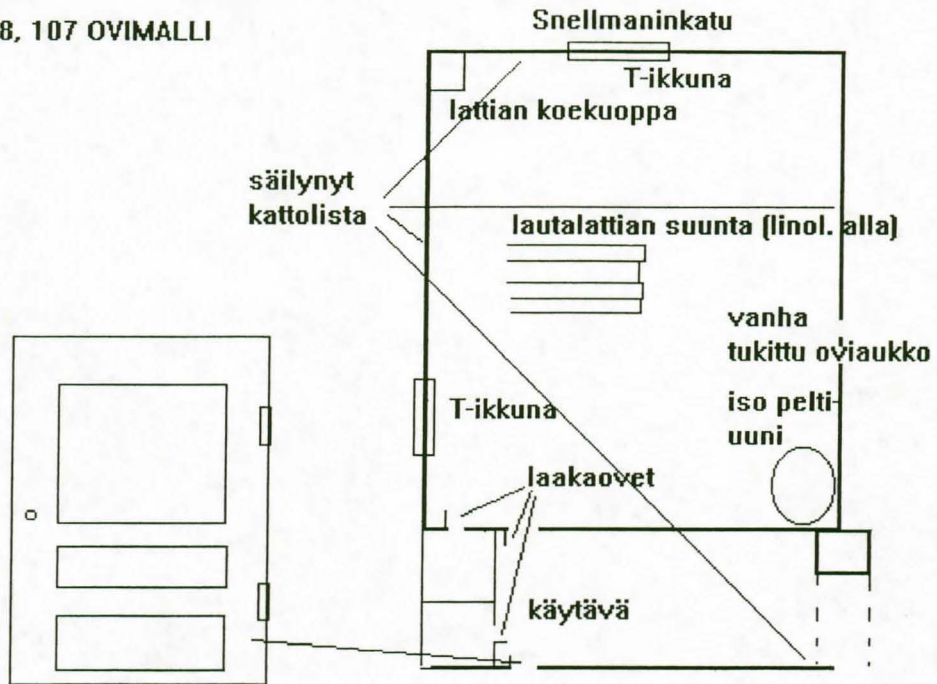 8, 107 OVIMALLI
Snellmaninkatu
T-ikkuna
lattian koekuoppa
säilynyt
kattolista
lautalattian suunta (linol. alla)
vanha
tukittu oviaukko
iso pelti-
uuni
T-ikkuna
laakaovet
käytävä